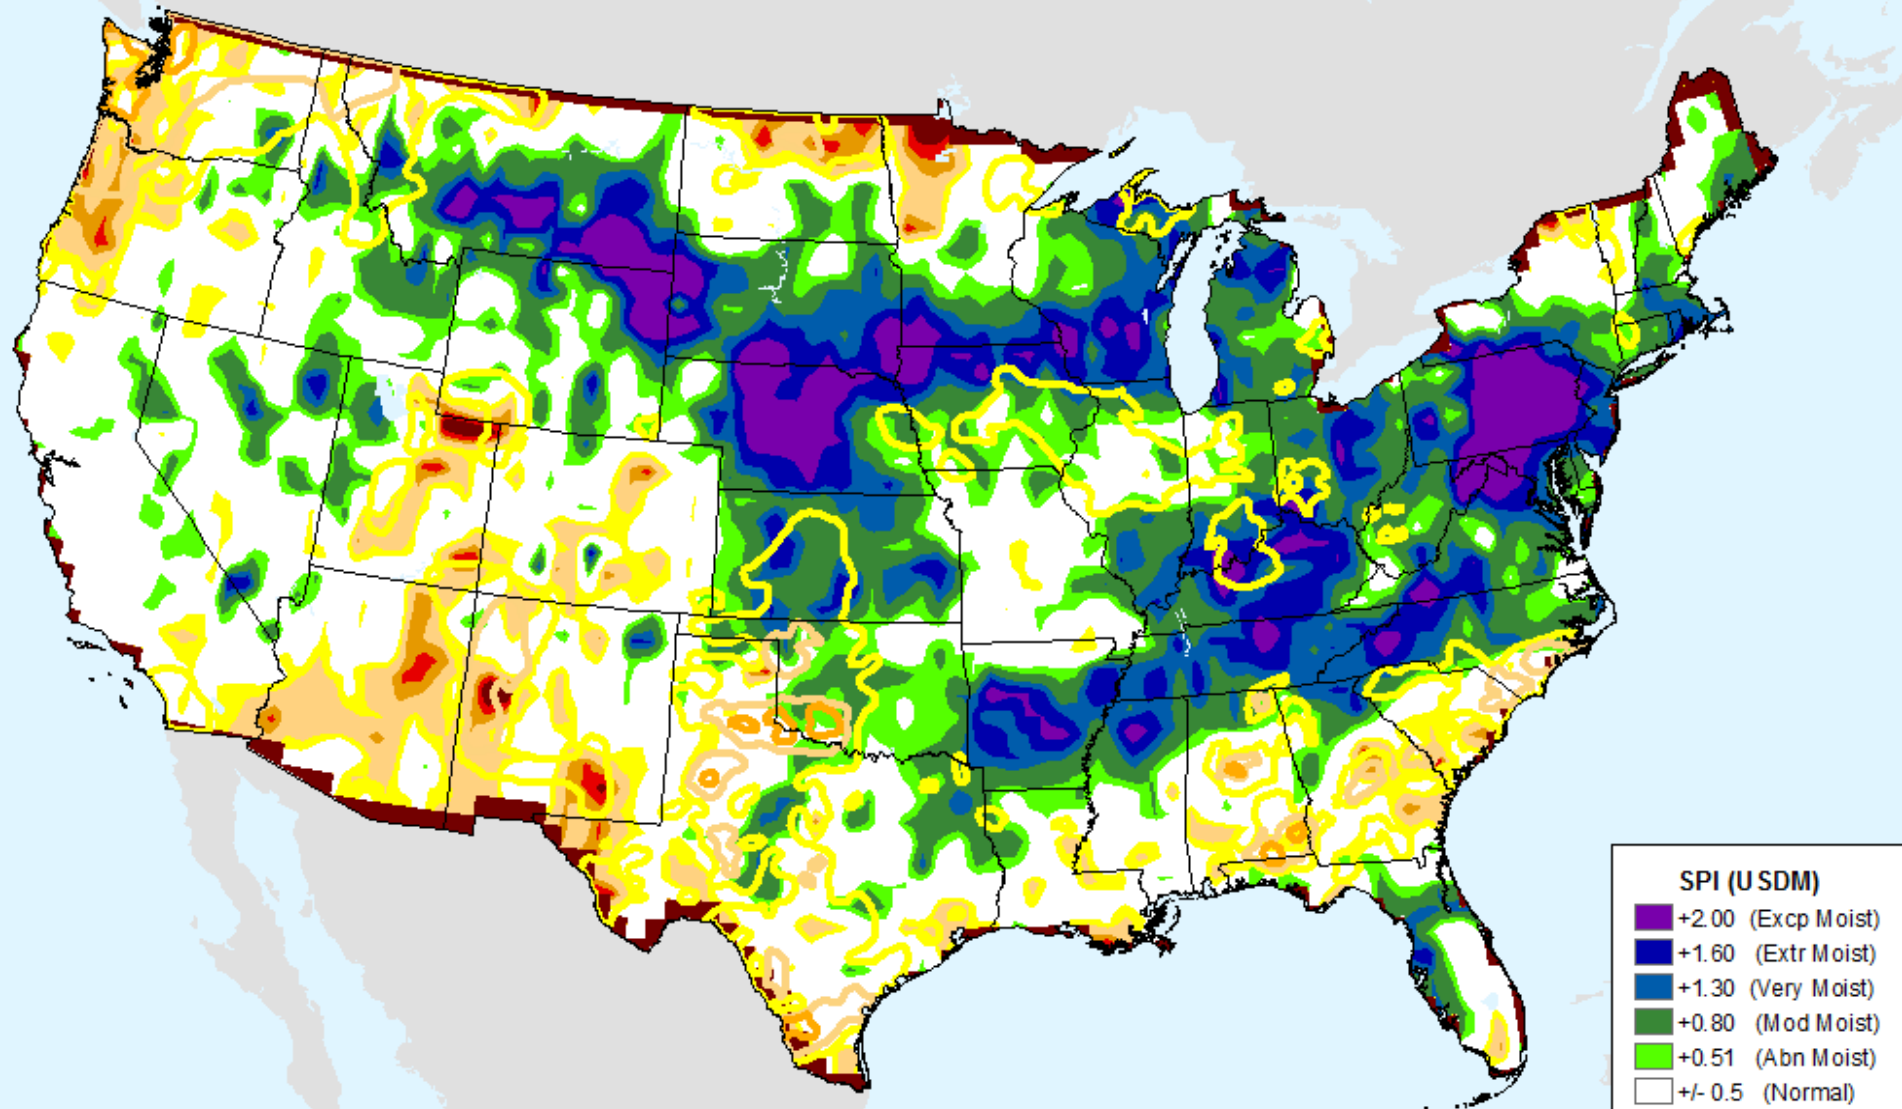 SPI (USDM)
+2.00 (Excp Moist)
+1.60 (Extr Moist)
+1.30 (Very Moist)
+0.80 (Mod Moist)
+0.51 (Abn Moist)
+/- 0.5 (Normal)